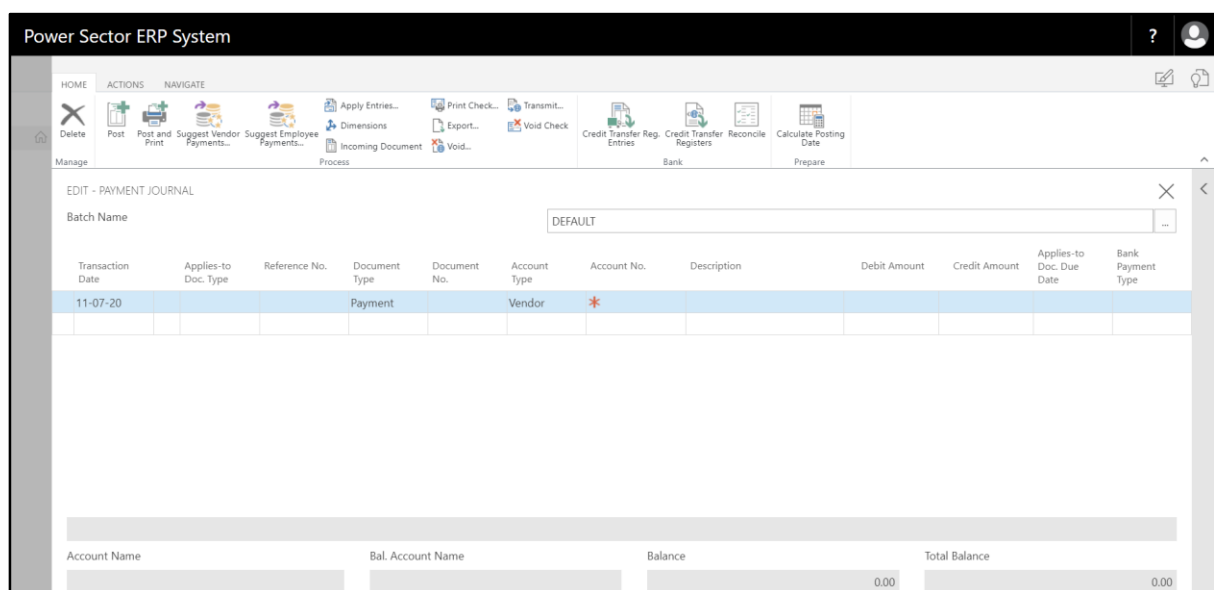 Power Sector ERP System ?
HOME ACTIONS NAVIGATE
Delete
Post
Post and Print
Suggest Vendor Payments...
Suggest Employee Payments...
Apply Entries...
Dimensions
Incoming Document
Print Check...
Export...
Void...
Transmit...
Void Check
Credit Transfer Reg. Entries
Credit Transfer Registers
Reconcile
Calculate Posting Date
Manage Process Bank Prepare
EDIT - PAYMENT JOURNAL
Batch Name DEFAULT ...
Transaction Date
Applies-to Doc. Type
Reference No.
Document Type
Document No.
Account Type
Account No.
Description
Debit Amount
Credit Amount
Applies-to Doc. Due Date
Bank Payment Type
11-07-20 Payment Vendor *
Account Name Bal. Account Name Balance Total Balance
0.00 0.00